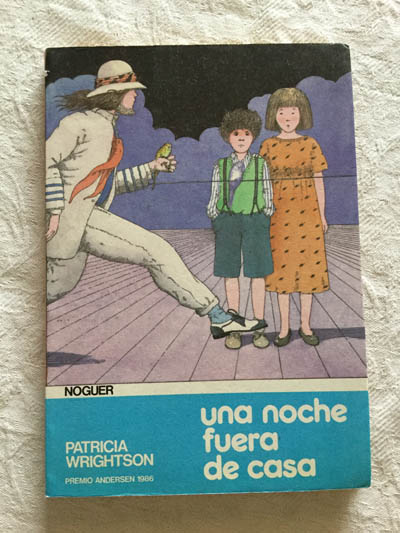 NOGUER
una noche
fuera
de casa
PATRICIA
WRIGHTSON
PREMIO ANDERSEN 1986